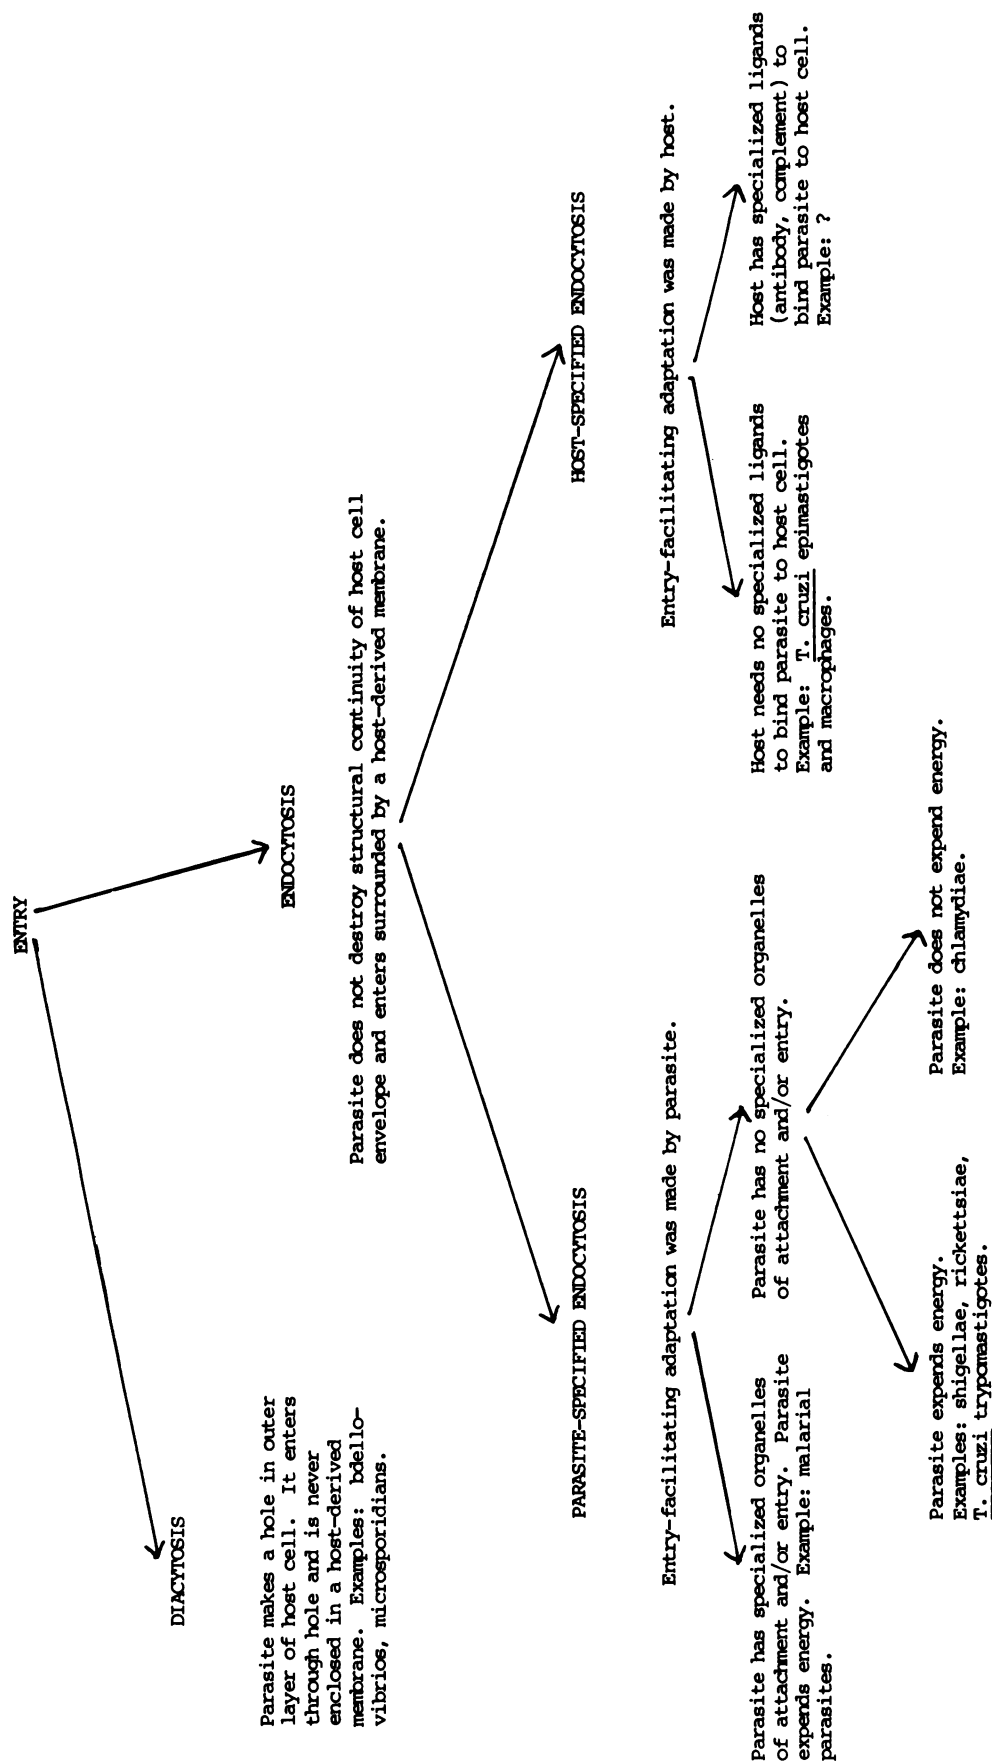 ENTRY
DIACYTOSIS
Parasite makes a hole in outer
layer of host cell. It enters
through hole and is never
enclosed in a host-derived
membrane. Examples: bdello-
vibrios, microsporidians.
ENDOCYTOSIS
Parasite does not destroy structural continuity of host cell
envelope and enters surrounded by a host-derived membrane.
PARASITE-SPECIFIED ENDOCYTOSIS
Entry-facilitating adaptation was made by parasite.
Parasite has specialized organelles
of attachment and/or entry. Parasite
expends energy. Example: malarial
parasites.
Parasite has no specialized organelles
of attachment and/or entry.
Parasite expends energy.
Examples: shigellae, rickettsiae,
T. cruzi trypomastigotes.
Parasite does not expend energy.
Example: chlamydiae.
HOST-SPECIFIED ENDOCYTOSIS
Entry-facilitating adaptation was made by host.
Host needs no specialized ligands
to bind parasite to host cell.
Example: T. cruzi epimastigotes
and macrophages.
Host has specialized ligands
(antibody, complement) to
bind parasite to host cell.
Example: ?